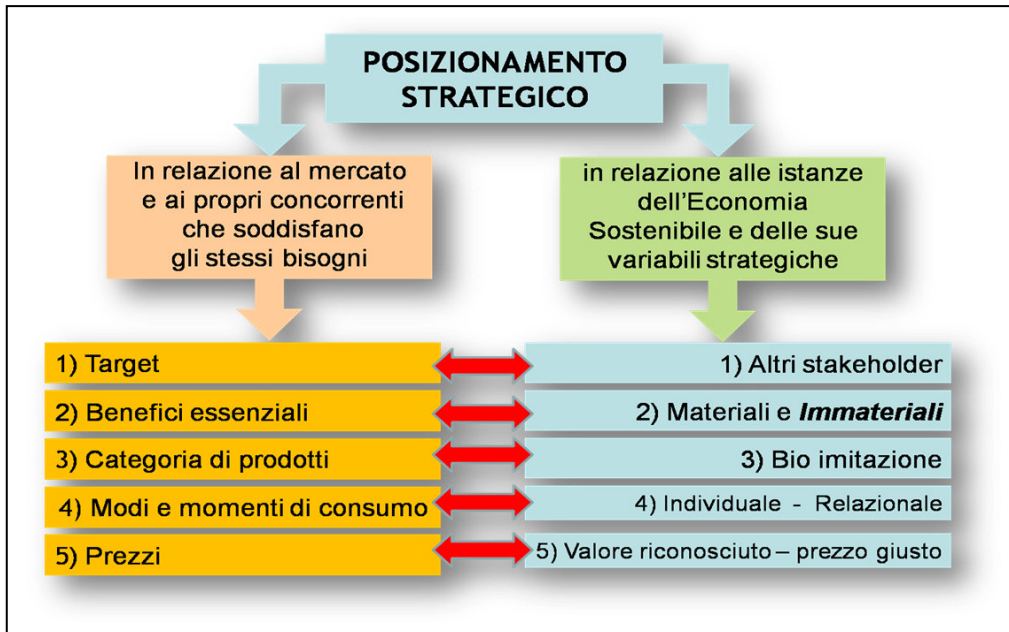 POSIZIONAMENTO
STRATEGICO
In relazione al mercato
e ai propri concorrenti
che soddisfano
gli stessi bisogni
in relazione alle istanze
dell'Economia
Sostenibile e delle sue
variabili strategiche
1) Target
1) Altri stakeholder
2) Benefici essenziali
2) Materiali e Immateriali
3) Categoria di prodotti
3) Bio imitazione
4) Modi e momenti di consumo
4) Individuale - Relazionale
5) Prezzi
5) Valore riconosciuto – prezzo giusto